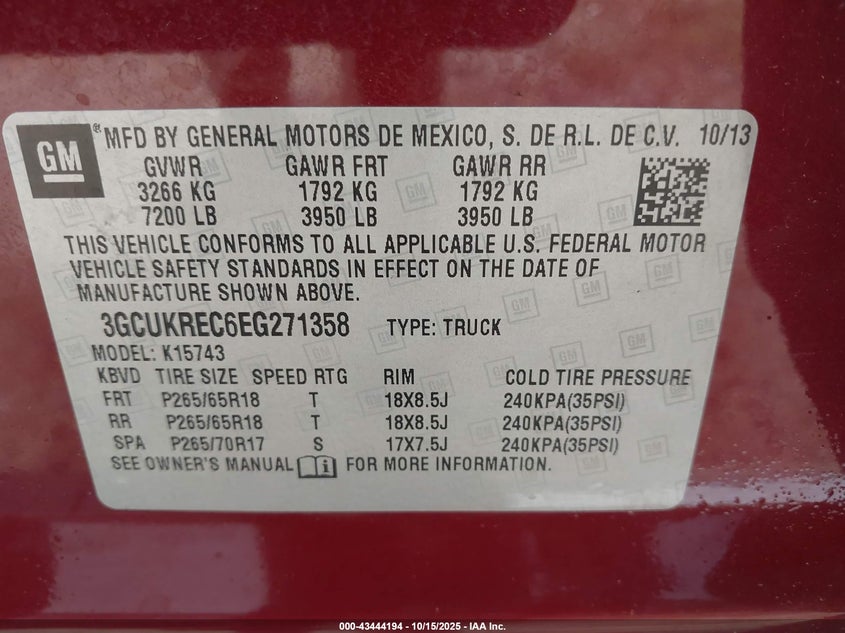 GM
® MFD BY GENERAL MOTORS DE MEXICO, S. DE R.L. DE C.V. 10/13
GVWR GAWR FRT GAWR RR
3266 KG 1792 KG 1792 KG
7200 LB 3950 LB 3950 LB
THIS VEHICLE CONFORMS TO ALL APPLICABLE U.S. FEDERAL MOTOR
VEHICLE SAFETY STANDARDS IN EFFECT ON THE DATE OF
MANUFACTURE SHOWN ABOVE.
3GCUKREC6EG271358 TYPE: TRUCK
MODEL: K15743
KBVD TIRE SIZE SPEED RTG RIM COLD TIRE PRESSURE
FRT P265/65R18 T 18X8.5J 240KPA(35PSI)
RR P265/65R18 T 18X8.5J 240KPA(35PSI)
SPA P265/70R17 S 17X7.5J 240KPA(35PSI)
SEE OWNER'S MANUAL i FOR MORE INFORMATION.
000-43444194 - 10/15/2025 - IAA Inc.